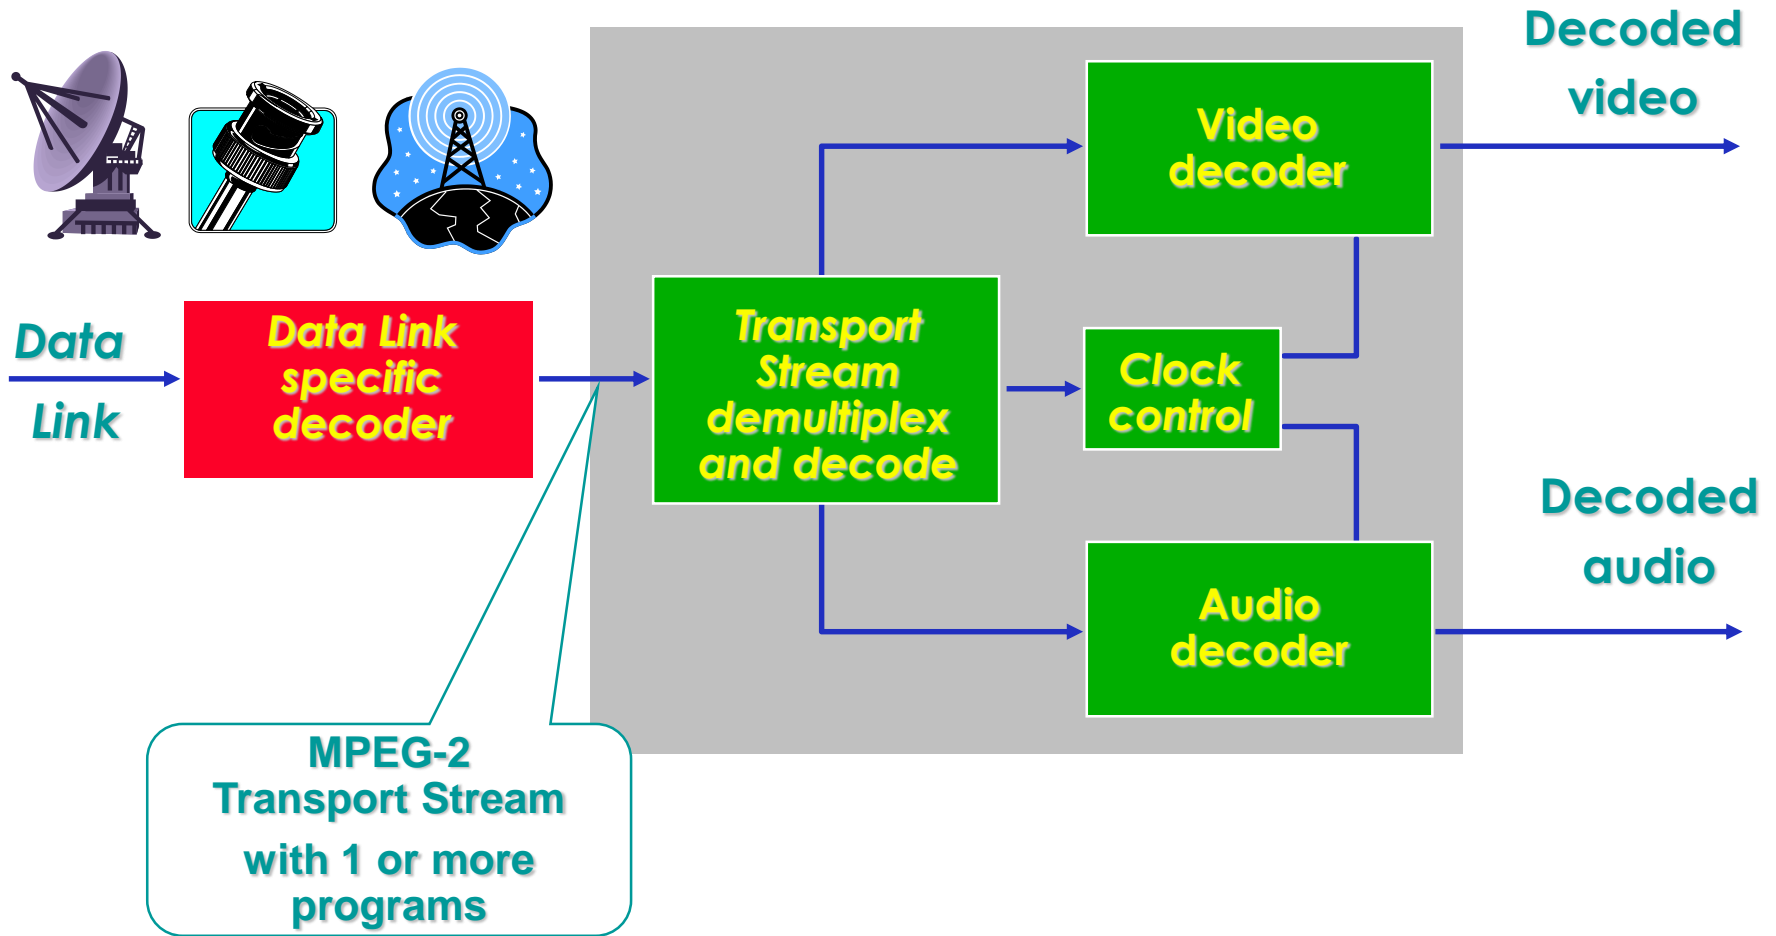 Data
Link
Data Link
specific
decoder
Transport
Stream
demultiplex
and decode
Clock
control
Video
decoder
Audio
decoder
Decoded
video
Decoded
audio
MPEG-2
Transport Stream
with 1 or more
programs